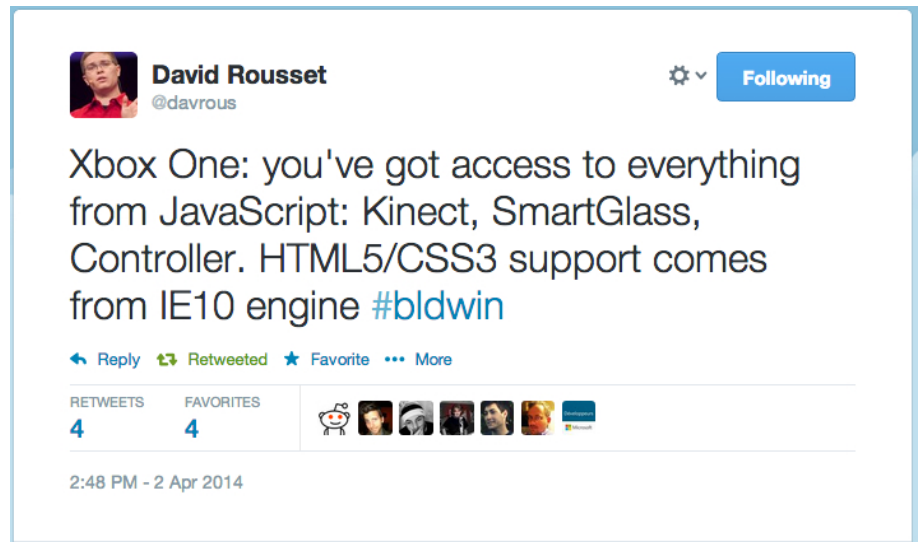 David Rousset
@davrous
Following
Xbox One: you've got access to everything
from JavaScript: Kinect, SmartGlass,
Controller. HTML5/CSS3 support comes
from IE10 engine #bldwin
Reply Retweeted Favorite More
RETWEETS FAVORITES
4 4
Microsoft
2:48 PM - 2 Apr 2014